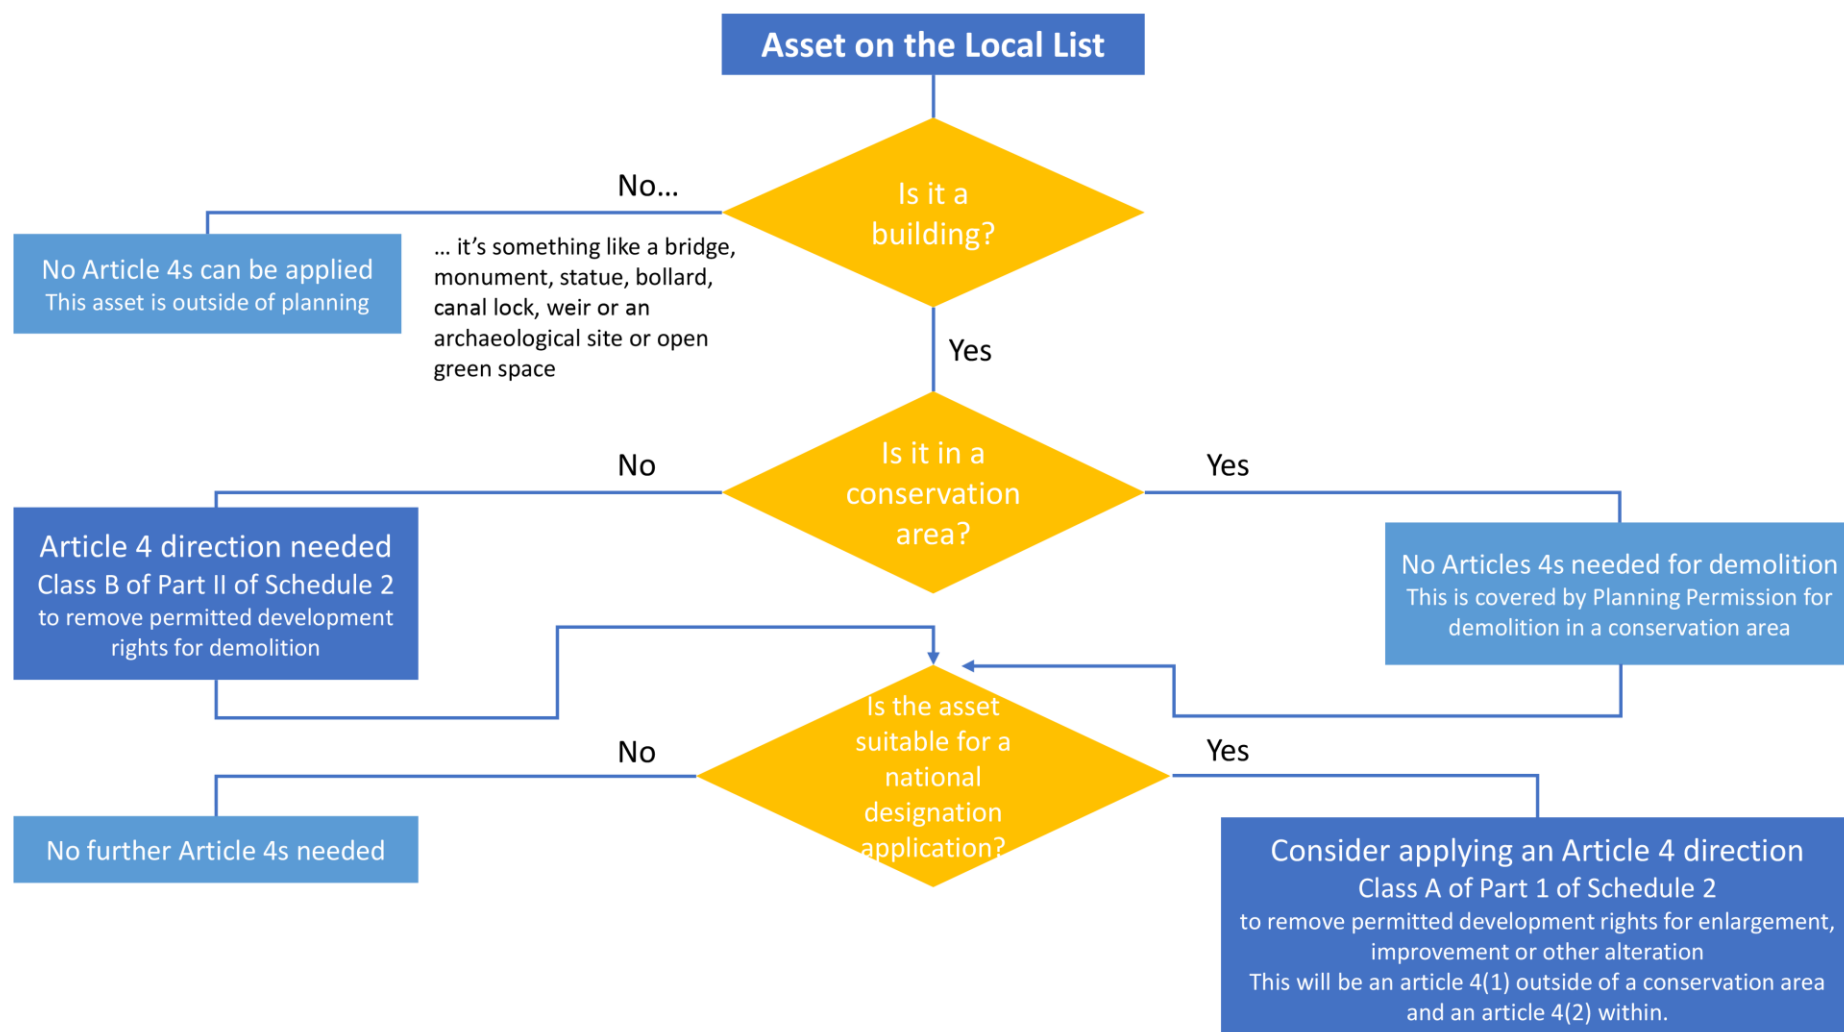 Asset on the Local List
Is it a
building?
No...
No Article 4s can be applied
This asset is outside of planning
... it's something like a bridge,
monument, statue, bollard,
canal lock, weir or an
archaeological site or open
green space
Yes
Is it in a
conservation
area?
No
Article 4 direction needed
Class B of Part II of Schedule 2
to remove permitted development
rights for demolition
Yes
No Articles 4s needed for demolition
This is covered by Planning Permission for
demolition in a conservation area
Is the asset
suitable for a
national
designation
application?
No
No further Article 4s needed
Yes
Consider applying an Article 4 direction
Class A of Part 1 of Schedule 2
to remove permitted development rights for enlargement,
improvement or other alteration
This will be an article 4(1) outside of a conservation area
and an article 4(2) within.